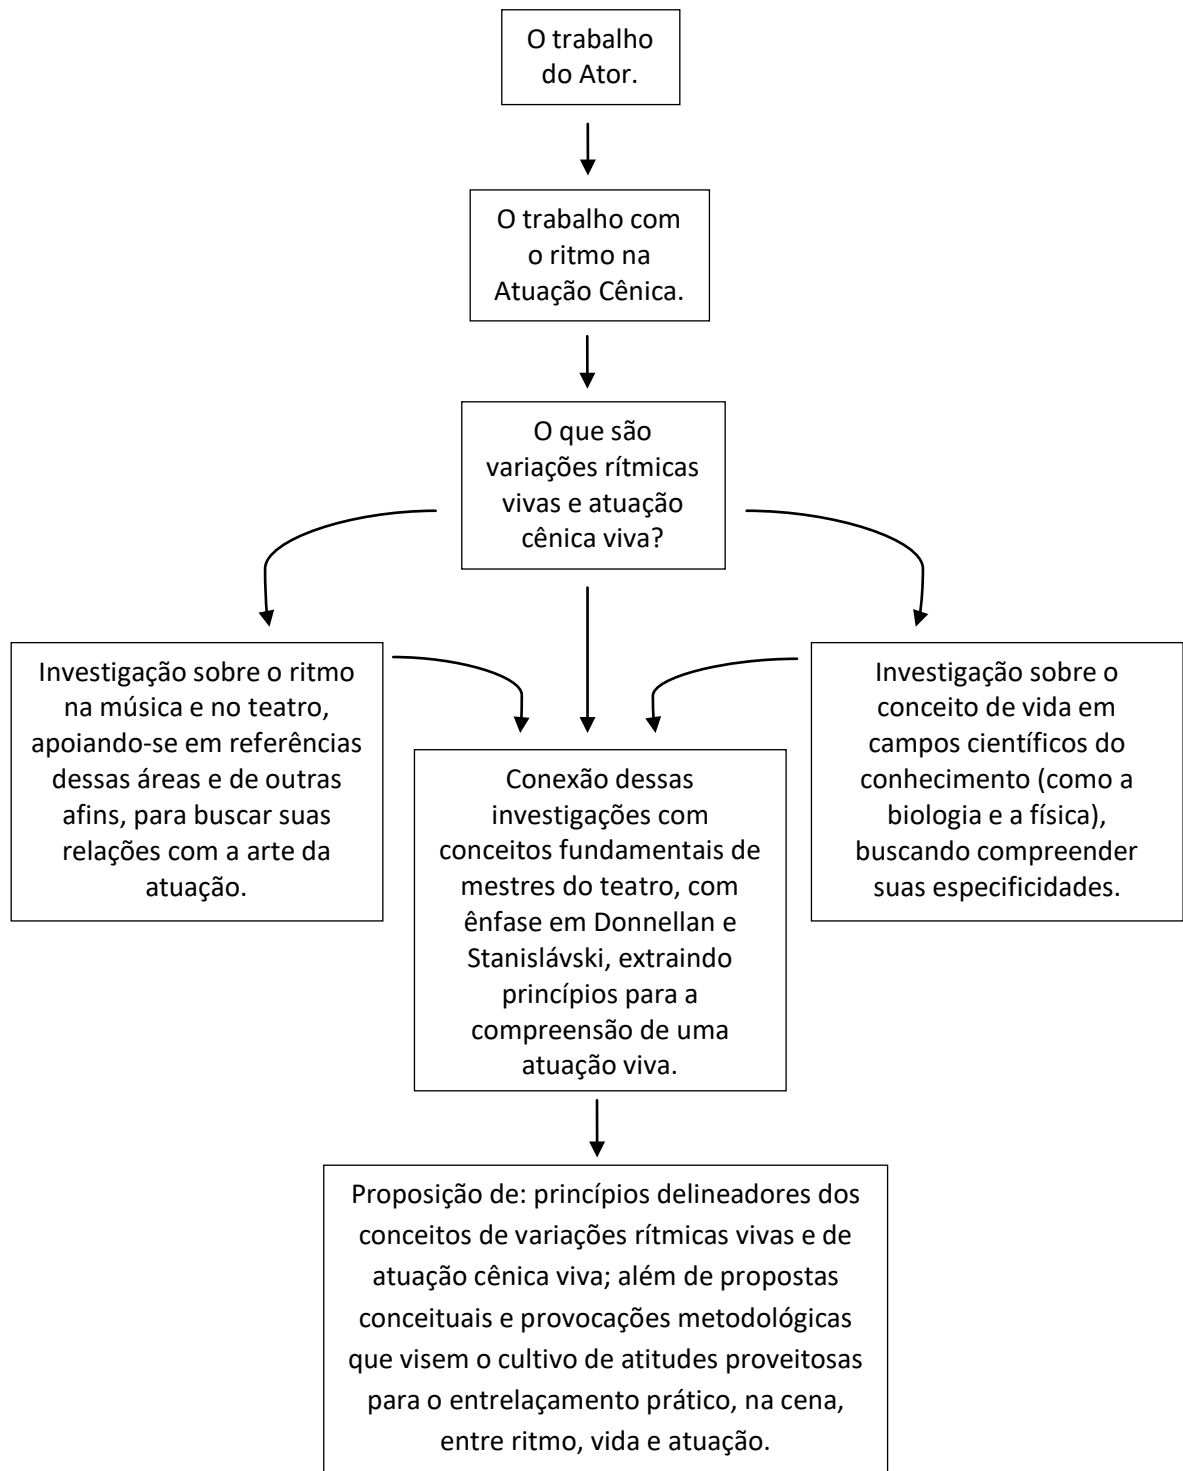 O trabalho
do Ator.
O trabalho com
o ritmo na
Atuação Cênica.
O que são
variações rítmicas
vivas e atuação
cênica viva?
Investigação sobre o ritmo
na música e no teatro,
apoiando-se em referências
dessas áreas e de outras
afins, para buscar suas
relações com a arte da
atuação.
Conexão dessas
investigações com
conceitos fundamentais de
mestres do teatro, com
ênfase em Donnellan e
Stanislávski, extraindo
princípios para a
compreensão de uma
atuação viva.
Investigação sobre o
conceito de vida em
campos científicos do
conhecimento (como a
biologia e a física),
buscando compreender
suas especificidades.
Proposição de: princípios delineadores dos
conceitos de variações rítmicas vivas e de
atuação cênica viva; além de propostas
conceituais e provocações metodológicas
que visem o cultivo de atitudes proveitosas
para o entrelaçamento prático, na cena,
entre ritmo, vida e atuação.